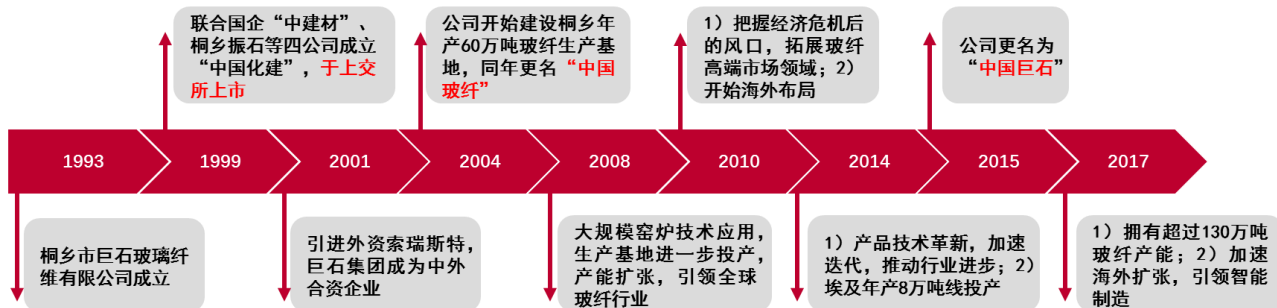 联合国企“中建材”、
桐乡振石等四公司成立
“中国化建”，于上交
所上市
公司开始建设桐乡年
产60万吨玻纤生产基
地，同年更名“中国
玻纤”
1）把握经济危机后
的风口，拓展玻纤
高端市场领域；2）
开始海外布局
公司更名为
“中国巨石”
1993
1999
2001
2004
2008
2010
2014
2015
2017
桐乡市巨石玻璃纤
维有限公司成立
引进外资索瑞斯特，
巨石集团成为中外
合资企业
大规模窑炉技术应用，
生产基地进一步投产，
产能扩张，引领全球
玻纤行业
1）产品技术革新，加速
迭代，推动行业进步；2）
埃及年产8万吨线投产
1）拥有超过130万吨
玻纤产能；2）加速
海外扩张，引领智能
制造